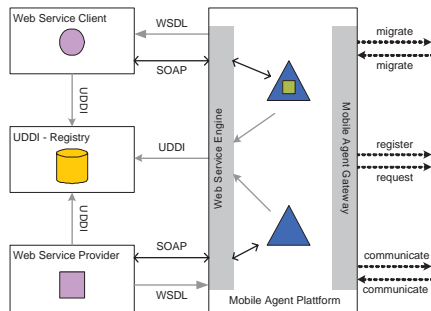 Web Service Client
WSDL
SOAP
migrate
migrate
UDDI
UDDI - Registry
UDDI
Web Service Engine
Mobile Agent Gateway
register
request
UDDI
Web Service Provider
SOAP
WSDL
communicate
communicate
Mobile Agent Plattform